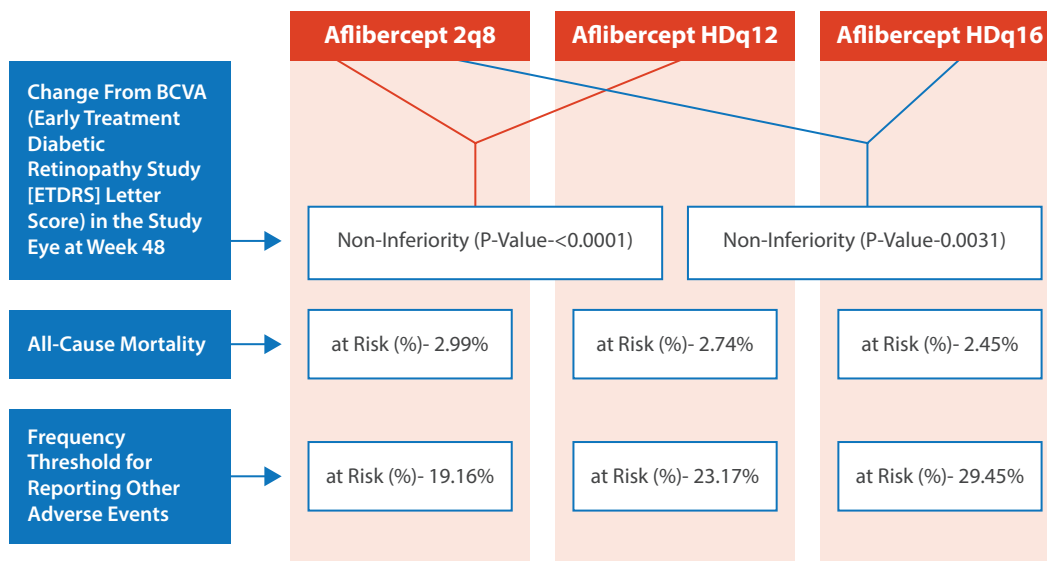 Aflibercept 2q8
Aflibercept HDq12
Aflibercept HDq16
Change From BCVA
(Early Treatment
Diabetic
Retinopathy Study
[ETDRS] Letter
Score) in the Study
Eye at Week 48
Non-Inferiority (P-Value-<0.0001)
Non-Inferiority (P-Value-0.0031)
All-Cause Mortality
at Risk (%)- 2.99%
at Risk (%)- 2.74%
at Risk (%)- 2.45%
Frequency
Threshold for
Reporting Other
Adverse Events
at Risk (%)- 19.16%
at Risk (%)- 23.17%
at Risk (%)- 29.45%